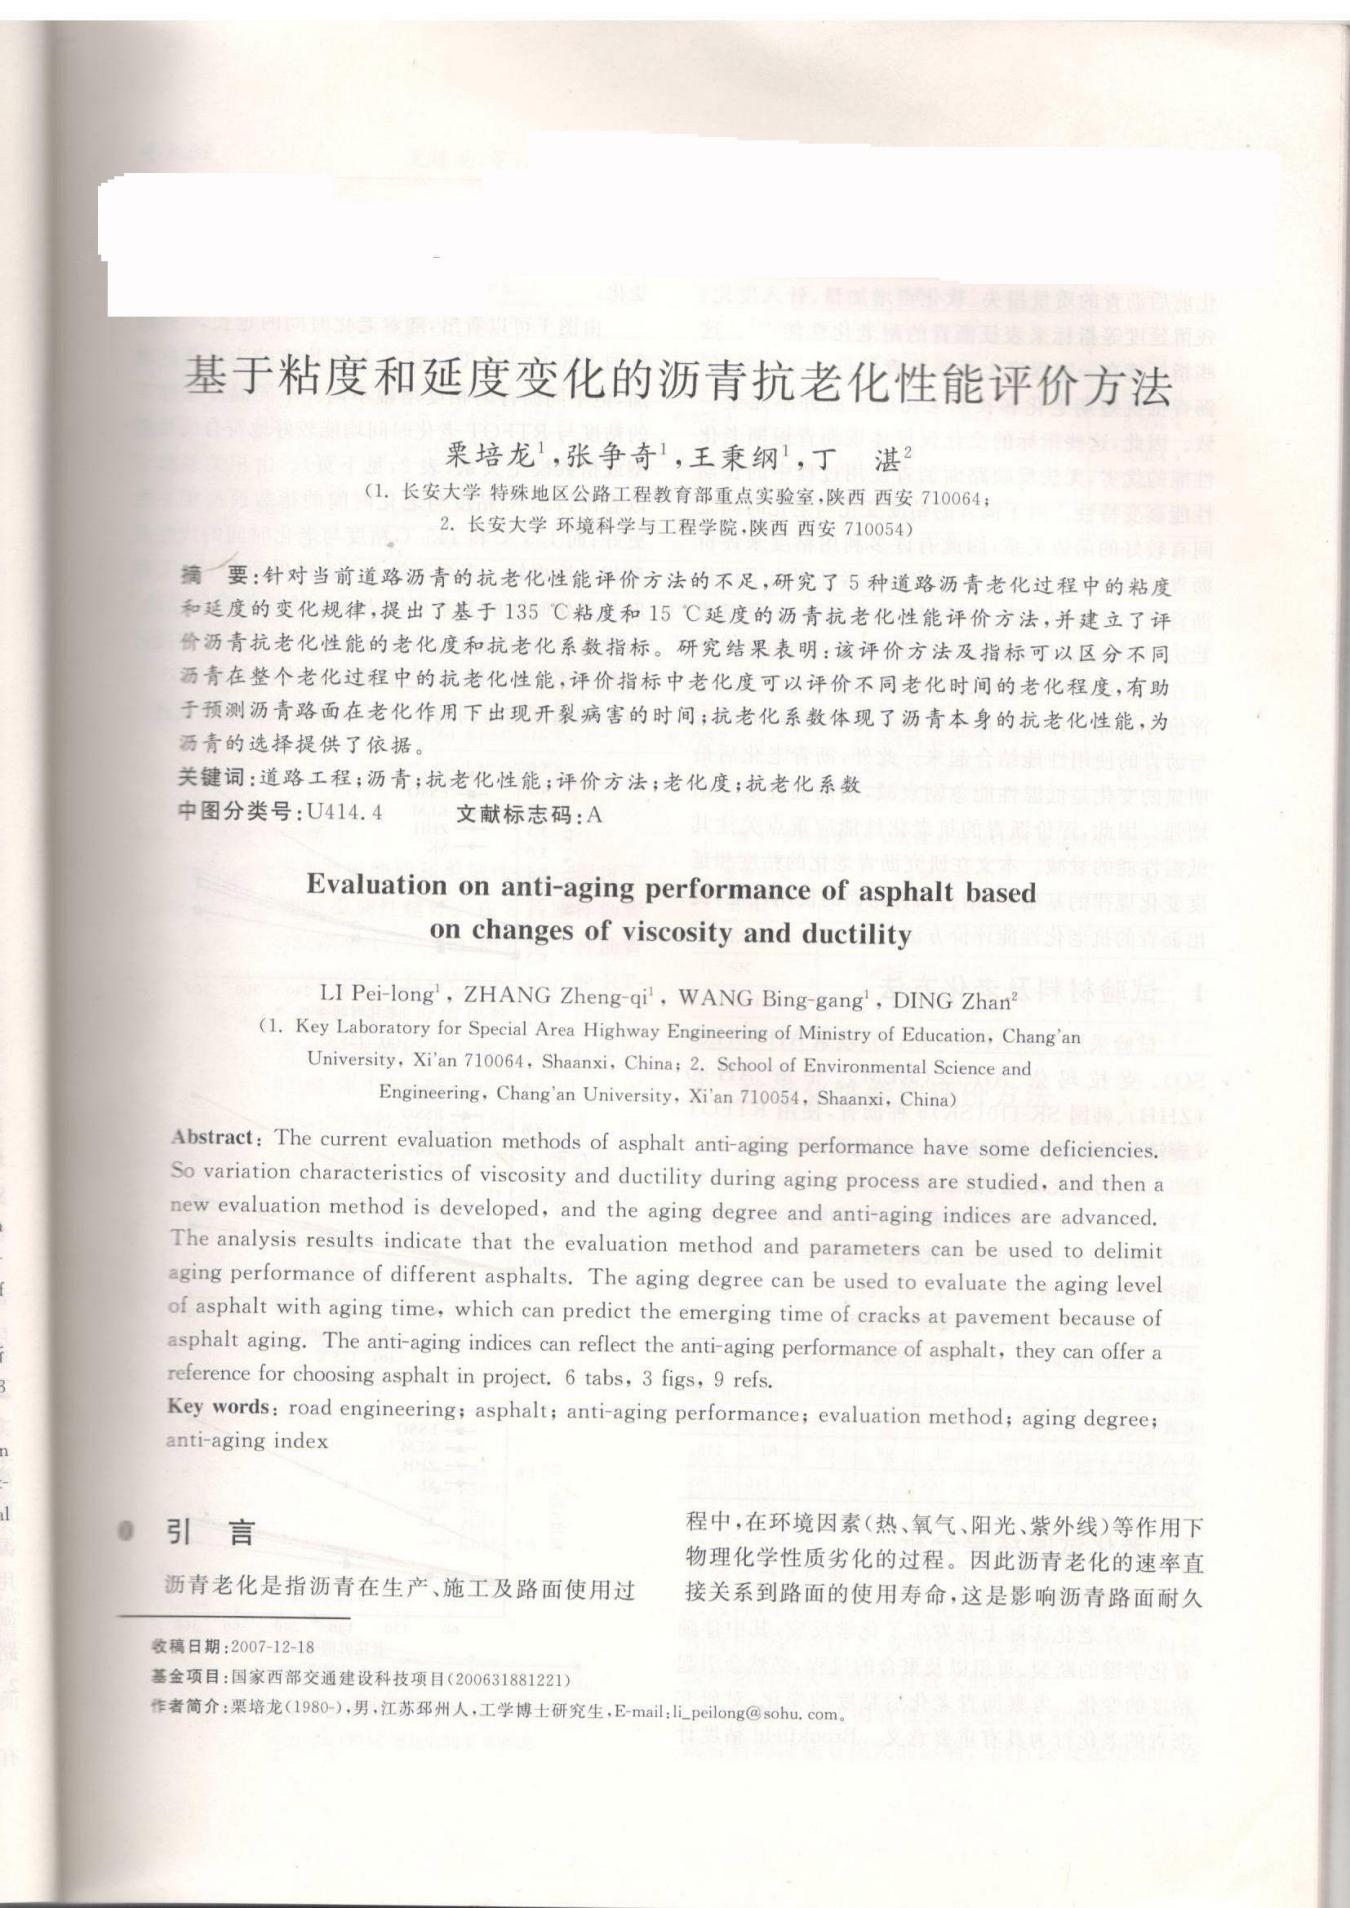 基于粘度和延度变化的沥青抗老化性能评价方法
栗培龙¹,张争奇¹,王秉纲¹,丁 湛²
(1. 长安大学 特殊地区公路工程教育部重点实验室,陕西 西安 710064;
2. 长安大学 环境科学与工程学院,陕西 西安 710054)
摘 要:针对当前道路沥青的抗老化性能评价方法的不足,研究了 5 种道路沥青老化过程中的粘度
和延度的变化规律,提出了基于 135 ℃粘度和 15 ℃延度的沥青抗老化性能评价方法,并建立了评
价沥青抗老化性能的老化度和抗老化系数指标。研究结果表明:该评价方法及指标可以区分不同
沥青在整个老化过程中的抗老化性能,评价指标中老化度可以评价不同老化时间的老化程度,有助
于预测沥青路面在老化作用下出现开裂病害的时间;抗老化系数体现了沥青本身的抗老化性能,为
沥青的选择提供了依据。
关键词:道路工程;沥青;抗老化性能;评价方法;老化度;抗老化系数
中图分类号:U414.4 文献标志码:A
Evaluation on anti-aging performance of asphalt based
on changes of viscosity and ductility
LI Pei-long¹, ZHANG Zheng-qi¹, WANG Bing-gang¹, DING Zhan²
(1. Key Laboratory for Special Area Highway Engineering of Ministry of Education, Chang'an
University, Xi'an 710064, Shaanxi, China; 2. School of Environmental Science and
Engineering, Chang'an University, Xi'an 710054, Shaanxi, China)
Abstract: The current evaluation methods of asphalt anti-aging performance have some deficiencies.
So variation characteristics of viscosity and ductility during aging process are studied, and then a
new evaluation method is developed, and the aging degree and anti-aging indices are advanced.
The analysis results indicate that the evaluation method and parameters can be used to delimit
aging performance of different asphalts. The aging degree can be used to evaluate the aging level
of asphalt with aging time, which can predict the emerging time of cracks at pavement because of
asphalt aging. The anti-aging indices can reflect the anti-aging performance of asphalt, they can offer a
reference for choosing asphalt in project. 6 tabs, 3 figs, 9 refs.
Key words: road engineering; asphalt; anti-aging performance; evaluation method; aging degree;
anti-aging index
0 引 言
沥青老化是指沥青在生产、施工及路面使用过
程中,在环境因素(热、氧气、阳光、紫外线)等作用下
物理化学性质劣化的过程。因此沥青老化的速率直
接关系到路面的使用寿命,这是影响沥青路面耐久
收稿日期:2007-12-18
基金项目:国家西部交通建设科技项目(200631881221)
作者简介:栗培龙(1980-),男,江苏邳州人,工学博士研究生,E-mail:li_peilong@sohu.com。